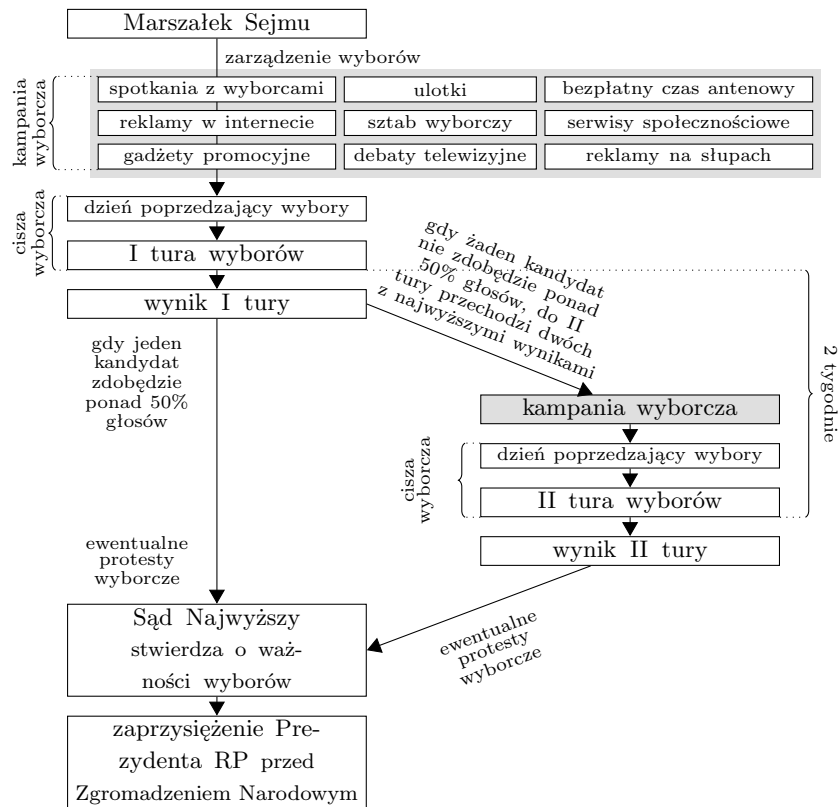 Marszałek Sejmu
zarządzenie wyborów
kampania
wyborcza
spotkania z wyborcami
ulotki
bezpłatny czas antenowy
reklamy w internecie
sztab wyborczy
serwisy społecznościowe
gadżety promocyjne
debaty telewizyjne
reklamy na słupach
cisza
wyborcza
dzień poprzedzający wybory
I tura wyborów
wynik I tury
gdy żaden kandydat
nie zdobędzie ponad
50% głosów, do II
tury przechodzi dwóch
z najwyższymi wynikami
gdy jeden
kandydat
zdobędzie
ponad 50%
głosów
2 tygodnie
kampania wyborcza
cisza
wyborcza
dzień poprzedzający wybory
II tura wyborów
wynik II tury
ewentualne
protesty
wyborcze
ewentualne
protesty
wyborcze
Sąd Najwyższy
stwierdza o waż-
ności wyborów
zaprzysiężenie Pre-
zydenta RP przed
Zgromadzeniem Narodowym